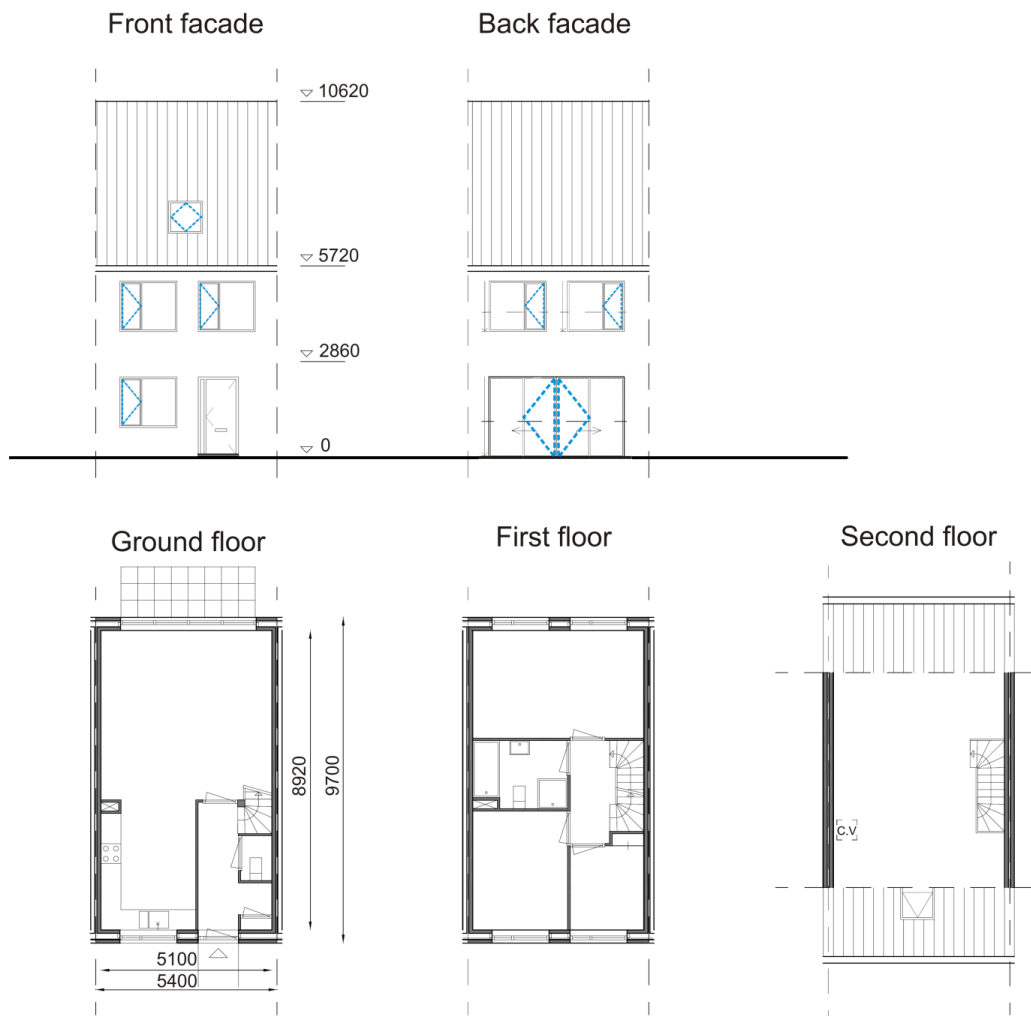 Front facade
Back facade
10620
5720
2860
0
Ground floor
First floor
Second floor
8920
9700
C.V
5100
5400